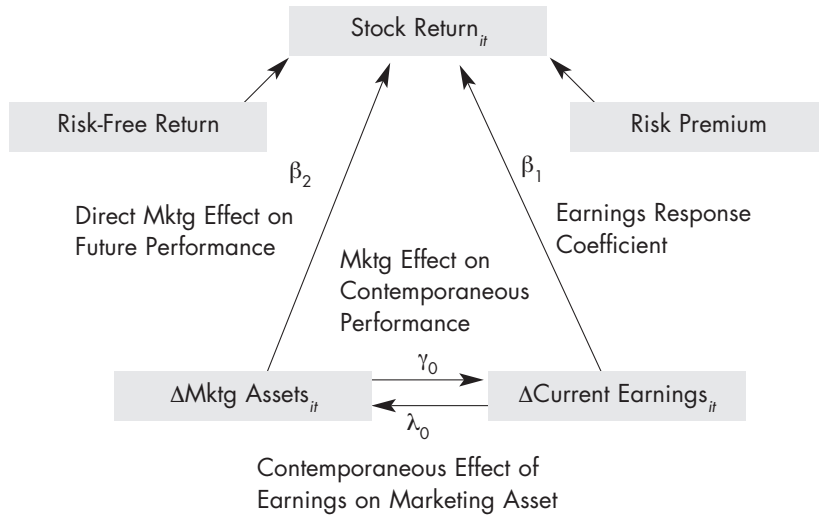 Stock Return_it
Risk-Free Return
Risk Premium
β₂
β₁
Direct Mktg Effect on
Future Performance
Earnings Response
Coefficient
Mktg Effect on
Contemporaneous
Performance
γ₀
ΔMktg Assets_it
ΔCurrent Earnings_it
λ₀
Contemporaneous Effect of
Earnings on Marketing Asset